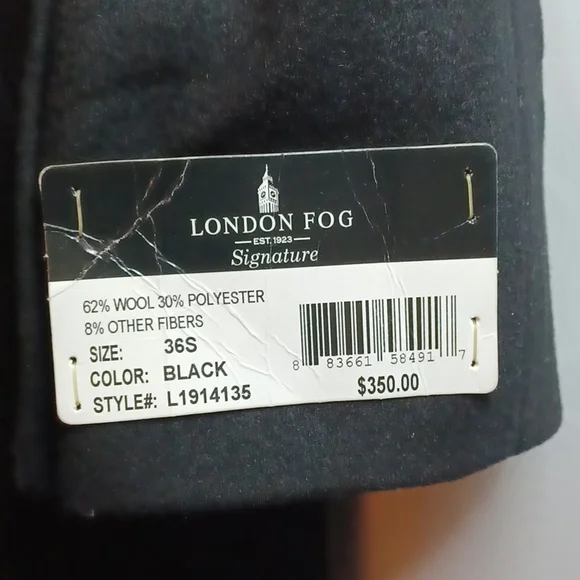 LONDON FOG
EST. 1923
Signature
62% WOOL 30% POLYESTER
8% OTHER FIBERS
SIZE: 36S
COLOR: BLACK
STYLE#: L1914135
8 83661 58491 7
$350.00